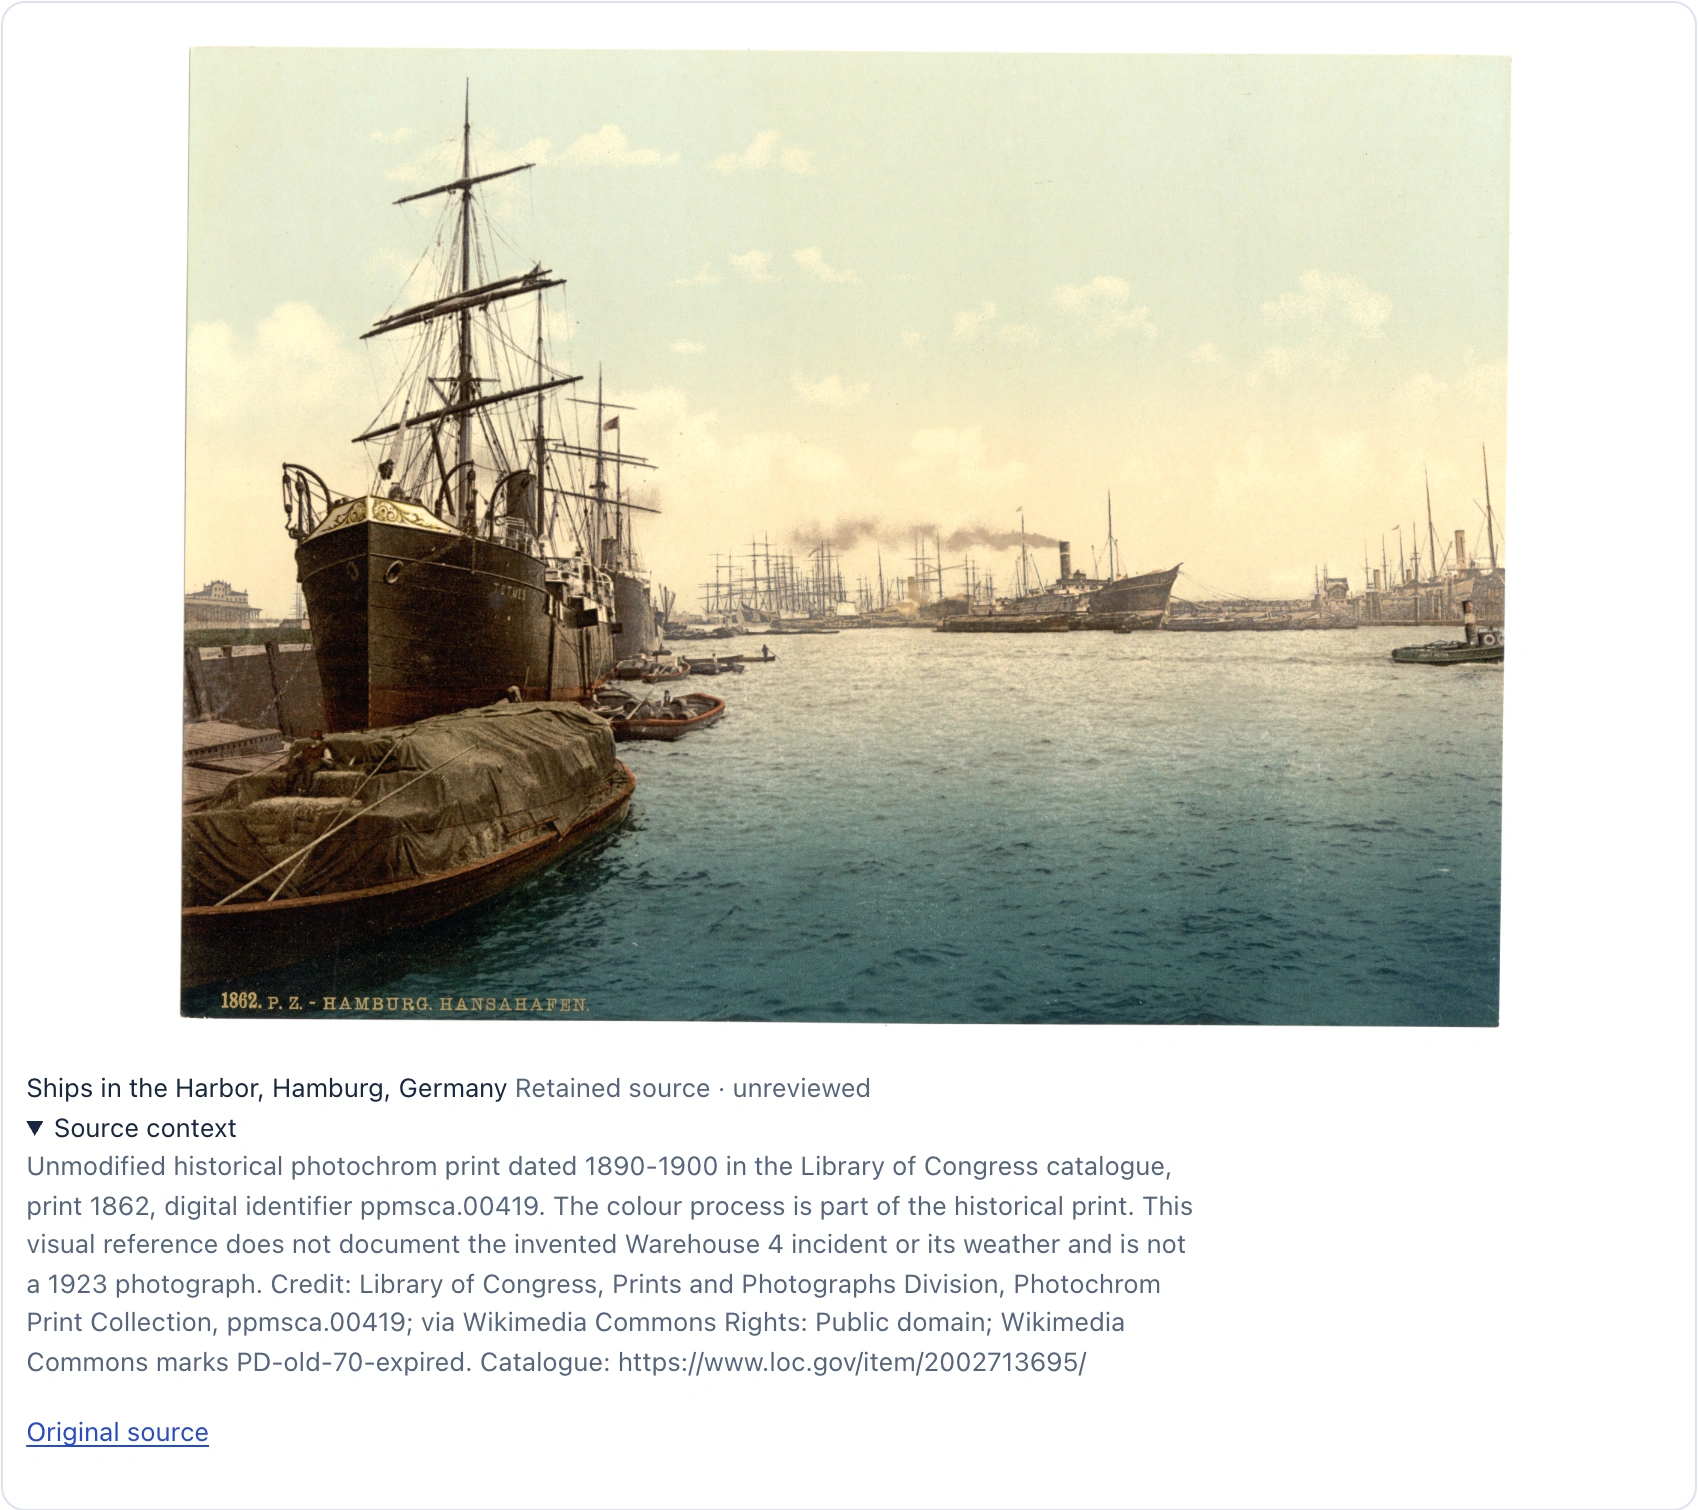 1862. P. Z. - HAMBURG. HANSAHAFEN.
Ships in the Harbor, Hamburg, Germany Retained source · unreviewed
▼ Source context
Unmodified historical photochrom print dated 1890-1900 in the Library of Congress catalogue,
print 1862, digital identifier ppmsca.00419. The colour process is part of the historical print. This
visual reference does not document the invented Warehouse 4 incident or its weather and is not
a 1923 photograph. Credit: Library of Congress, Prints and Photographs Division, Photochrom
Print Collection, ppmsca.00419; via Wikimedia Commons Rights: Public domain; Wikimedia
Commons marks PD-old-70-expired. Catalogue: https://www.loc.gov/item/2002713695/
Original source